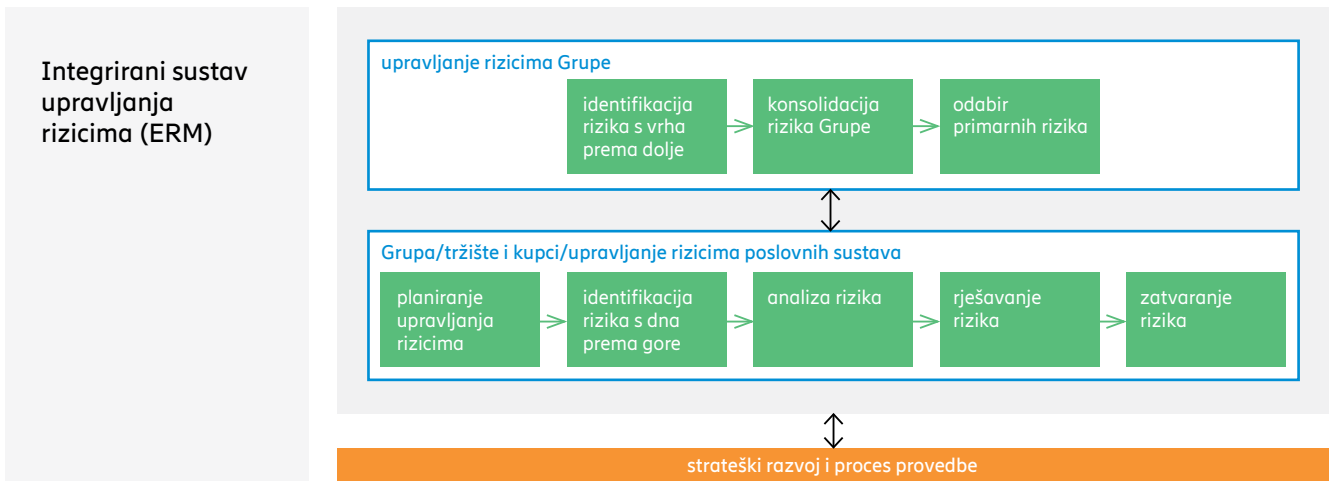 Integrirani sustav
upravljanja
rizicima (ERM)
upravljanje rizicima Grupe
identifikacija
rizika s vrha
prema dolje
konsolidacija
rizika Grupe
odabir
primarnih rizika
Grupa/tržište i kupci/upravljanje rizicima poslovnih sustava
planiranje
upravljanja
rizicima
identifikacija
rizika s dna
prema gore
analiza rizika
rješavanje
rizika
zatvaranje
rizika
strateški razvoj i proces provedbe